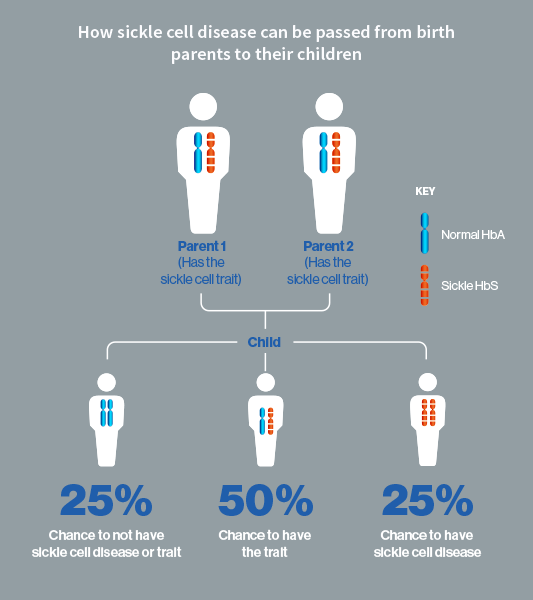 How sickle cell disease can be passed from birth
parents to their children
Parent 1
(Has the
sickle cell trait)
Parent 2
(Has the
sickle cell trait)
KEY
Normal HbA
Sickle HbS
Child
25%
Chance to not have
sickle cell disease or trait
50%
Chance to have
the trait
25%
Chance to have
sickle cell disease